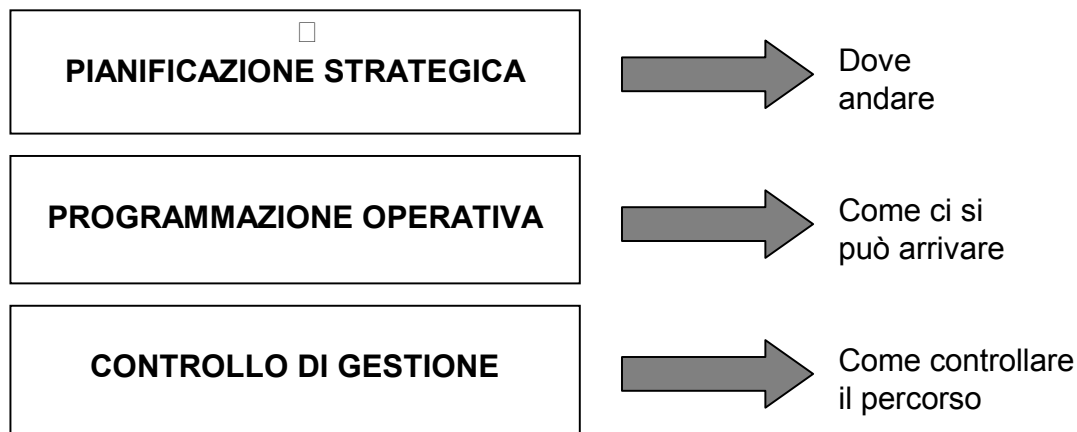 PIANIFICAZIONE STRATEGICA
Dove
andare
PROGRAMMAZIONE OPERATIVA
Come ci si
può arrivare
CONTROLLO DI GESTIONE
Come controllare
il percorso